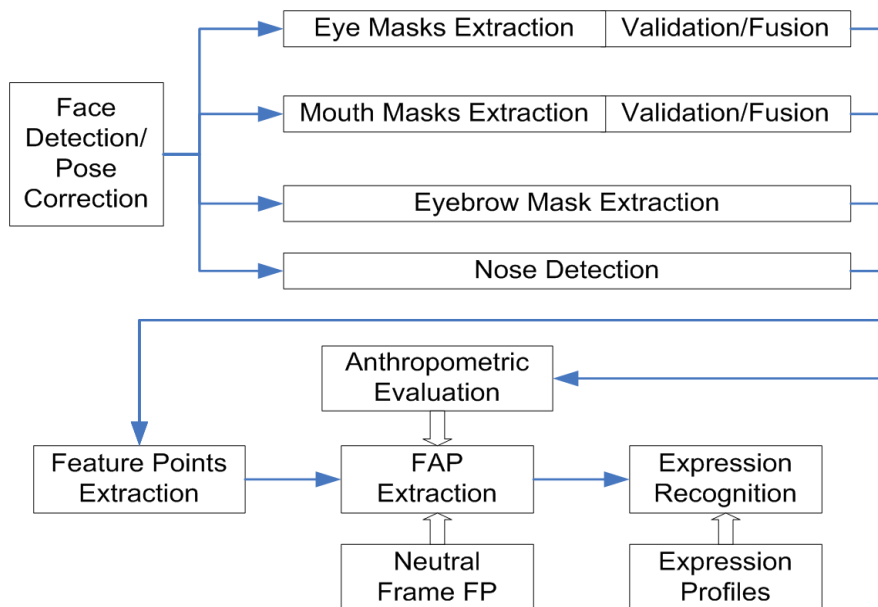 Eye Masks Extraction
Validation/Fusion
Face
Detection/
Pose
Correction
Mouth Masks Extraction
Validation/Fusion
Eyebrow Mask Extraction
Nose Detection
Anthropometric
Evaluation
Feature Points
Extraction
FAP
Extraction
Expression
Recognition
Neutral
Frame FP
Expression
Profiles